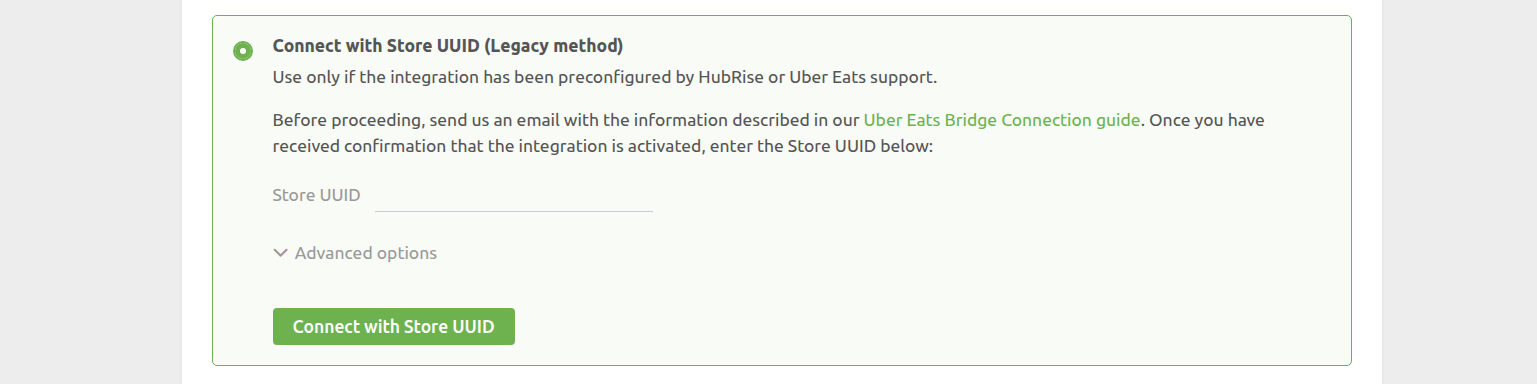 Connect with Store UUID (Legacy method)
Use only if the integration has been preconfigured by HubRise or Uber Eats support.
Before proceeding, send us an email with the information described in our Uber Eats Bridge Connection guide. Once you have
received confirmation that the integration is activated, enter the Store UUID below:
Store UUID
Advanced options
Connect with Store UUID